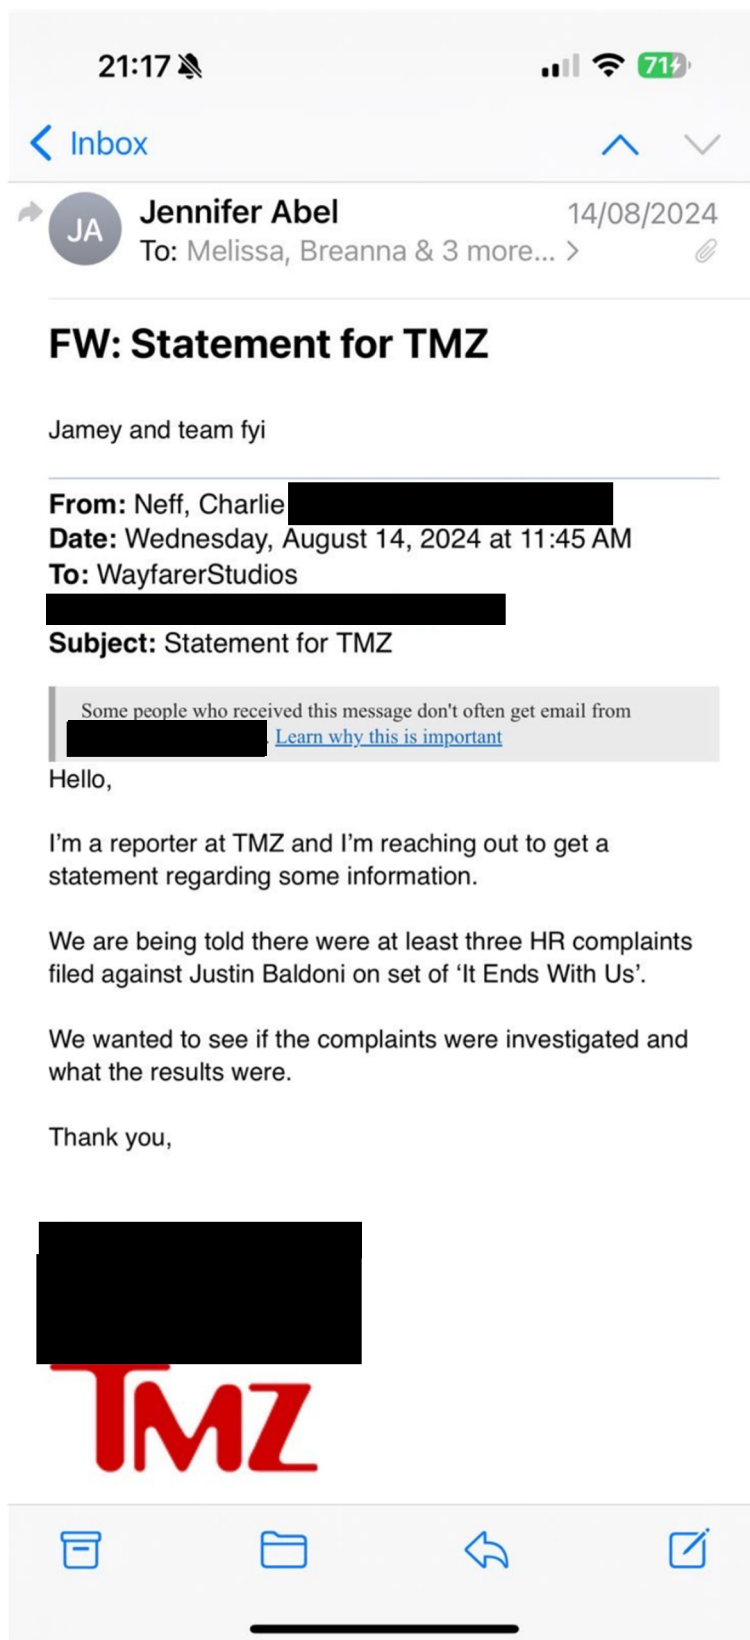 21:17
71
Inbox
JA
Jennifer Abel
14/08/2024
To: Melissa, Breanna & 3 more...
FW: Statement for TMZ
Jamey and team fyi
From: Neff, Charlie
Date: Wednesday, August 14, 2024 at 11:45 AM
To: WayfarerStudios
Subject: Statement for TMZ
Some people who received this message don't often get email from
. Learn why this is important
Hello,
I'm a reporter at TMZ and I'm reaching out to get a
statement regarding some information.
We are being told there were at least three HR complaints
filed against Justin Baldoni on set of ‘It Ends With Us’.
We wanted to see if the complaints were investigated and
what the results were.
Thank you,
TMZ